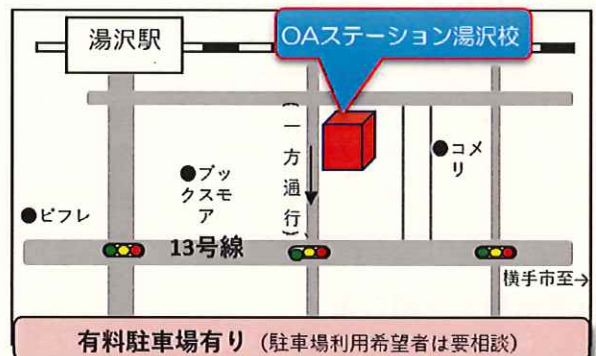 湯沢駅
OAステーション湯沢校
(一方通行)
●コメ
リ
●ブッ
クスモ
ア
●ビフレ
13号線
横手市至→
有料駐車場有り（駐車場利用希望者は要相談）